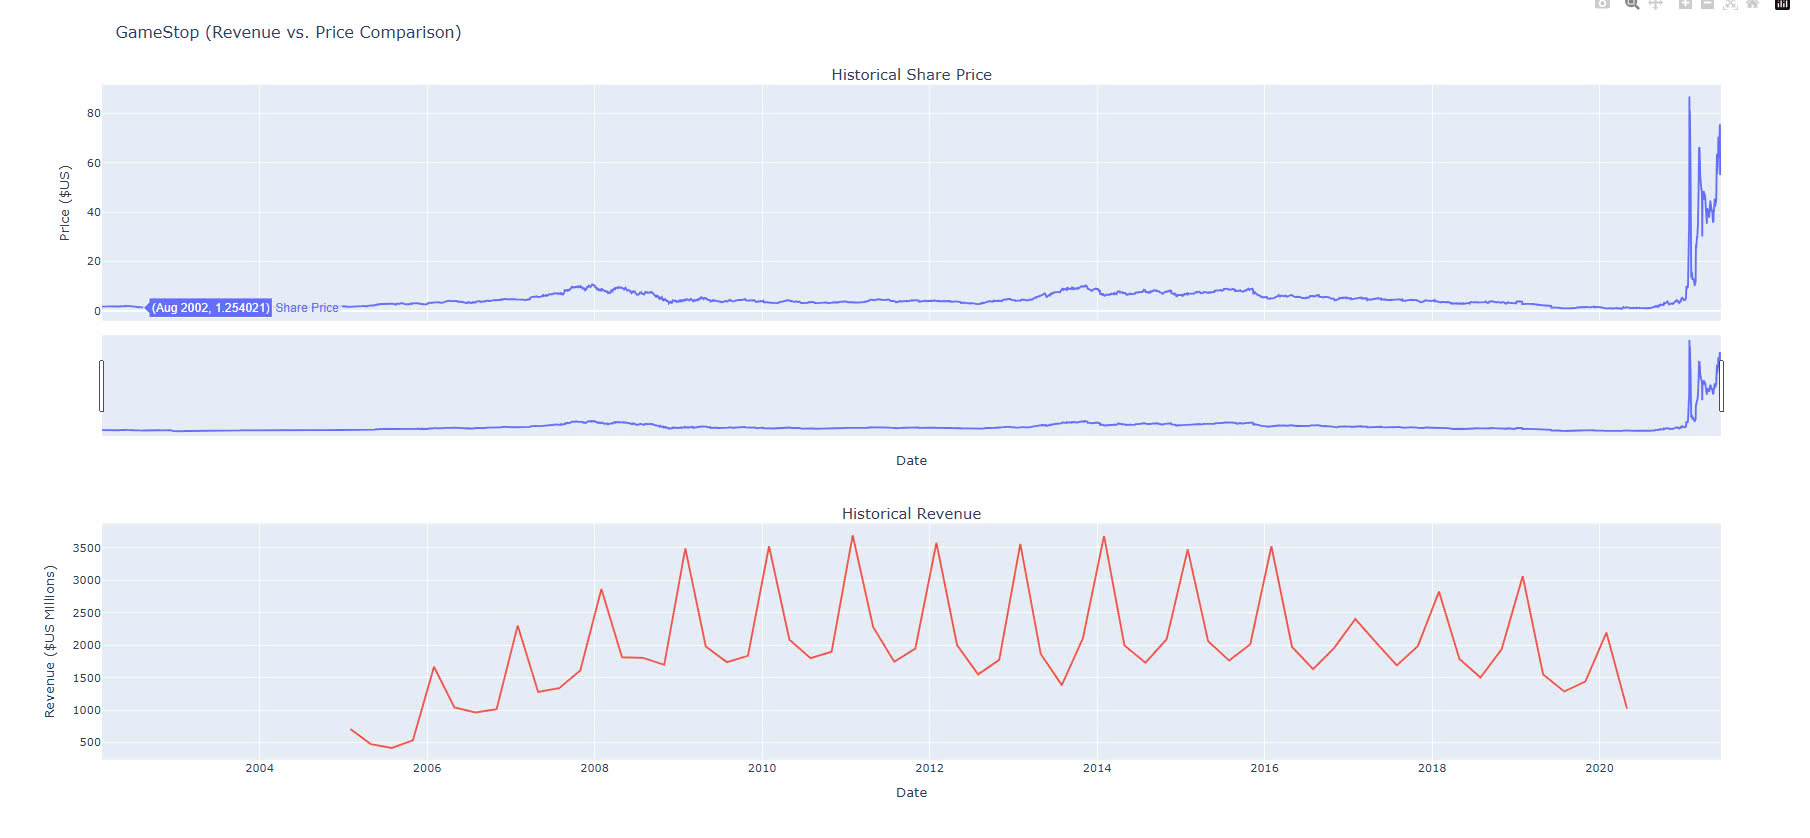 GameStop (Revenue vs. Price Comparison)
Historical Share Price
Price ($US)
80
60
40
20
0
(Aug 2002, 1.254021) Share Price
Date
Historical Revenue
Revenue ($US Millions)
3500
3000
2500
2000
1500
1000
500
2004 2006 2008 2010 2012 2014 2016 2018 2020
Date